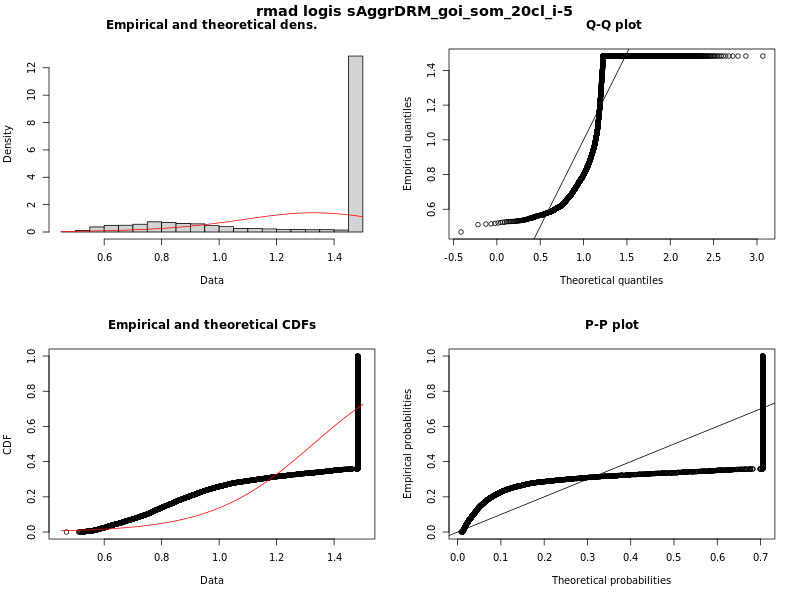 rmad logis sAggrDRM_goi_som_20cl_i-5
Empirical and theoretical dens.
Density
0 2 4 6 8 10 12
0.6 0.8 1.0 1.2 1.4
Data
Q-Q plot
Empirical quantiles
0.6 0.8 1.0 1.2 1.4
-0.5 0.0 0.5 1.0 1.5 2.0 2.5 3.0
Theoretical quantiles
Empirical and theoretical CDFs
CDF
0.0 0.2 0.4 0.6 0.8 1.0
0.6 0.8 1.0 1.2 1.4
Data
P-P plot
Empirical probabilities
0.0 0.2 0.4 0.6 0.8 1.0
0.0 0.1 0.2 0.3 0.4 0.5 0.6 0.7
Theoretical probabilities